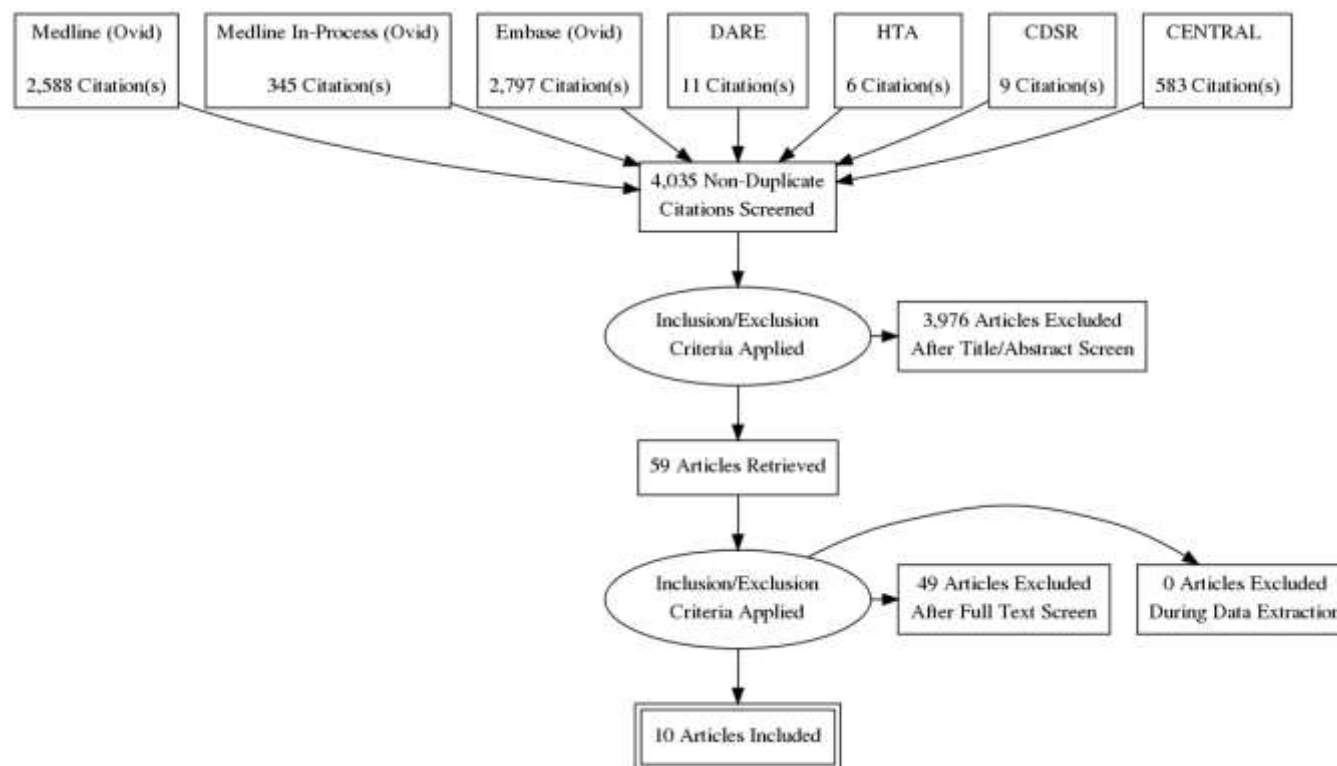 Medline (Ovid)
2,588 Citation(s)
Medline In-Process (Ovid)
345 Citation(s)
Embase (Ovid)
2,797 Citation(s)
DARE
11 Citation(s)
HTA
6 Citation(s)
CDSR
9 Citation(s)
CENTRAL
583 Citation(s)
4,035 Non-Duplicate
Citations Screened
Inclusion/Exclusion
Criteria Applied
3,976 Articles Excluded
After Title/Abstract Screen
59 Articles Retrieved
Inclusion/Exclusion
Criteria Applied
49 Articles Excluded
After Full Text Screen
0 Articles Excluded
During Data Extraction
10 Articles Included